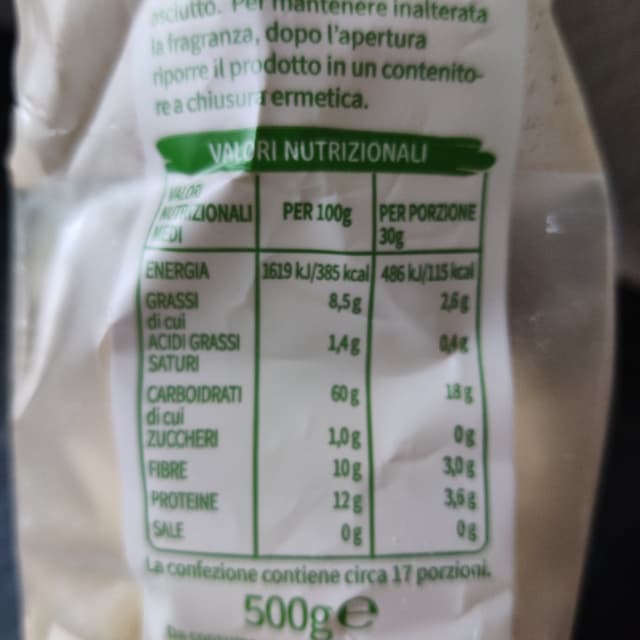 asciutto. Per mantenere inalterata
la fragranza, dopo l'apertura
riporre il prodotto in un contenito-
re a chiusura ermetica.
VALORI NUTRIZIONALI
VALORI NUTRIZIONALI MEDI PER 100g PER PORZIONE 30g
ENERGIA 1619 kJ/385 kcal 486 kJ/115 kcal
GRASSI 8,5g 2,6g
di cui
ACIDI GRASSI 1,4g 0,4g
SATURI
CARBOIDRATI 60g 18g
di cui
ZUCCHERI 1,0g 0g
FIBRE 10g 3,0g
PROTEINE 12g 3,6g
SALE 0g 0g
La confezione contiene circa 17 porzioni.
500g e